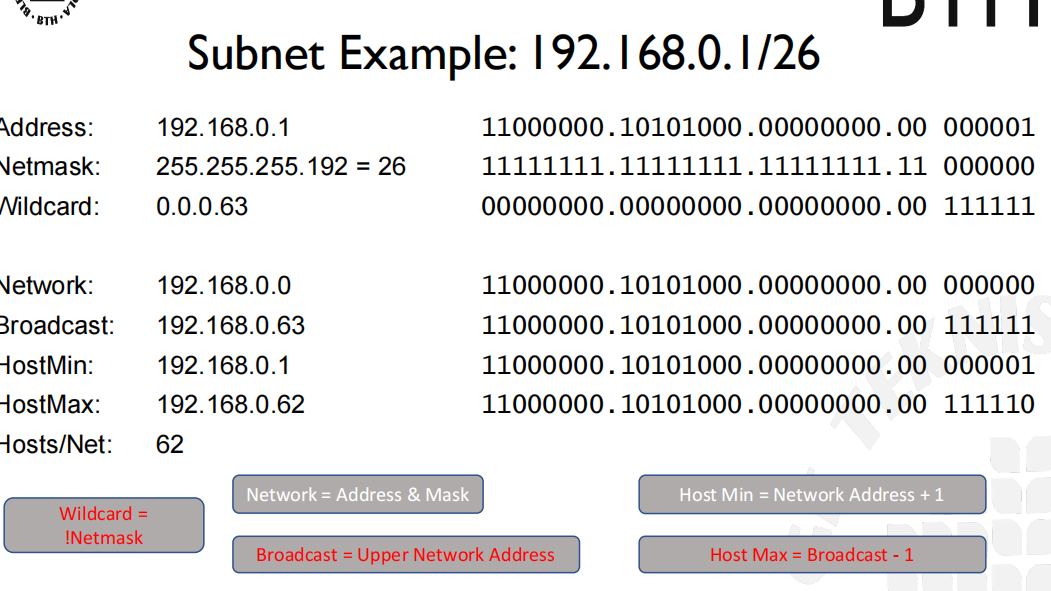 BTH
Subnet Example: 192.168.0.1/26
Address: 192.168.0.1 11000000.10101000.00000000.00 000001
Netmask: 255.255.255.192 = 26 11111111.11111111.11111111.11 000000
Wildcard: 0.0.0.63 00000000.00000000.00000000.00 111111
Network: 192.168.0.0 11000000.10101000.00000000.00 000000
Broadcast: 192.168.0.63 11000000.10101000.00000000.00 111111
HostMin: 192.168.0.1 11000000.10101000.00000000.00 000001
HostMax: 192.168.0.62 11000000.10101000.00000000.00 111110
Hosts/Net: 62
Network = Address & Mask
Host Min = Network Address + 1
Wildcard =
!Netmask
Broadcast = Upper Network Address
Host Max = Broadcast - 1